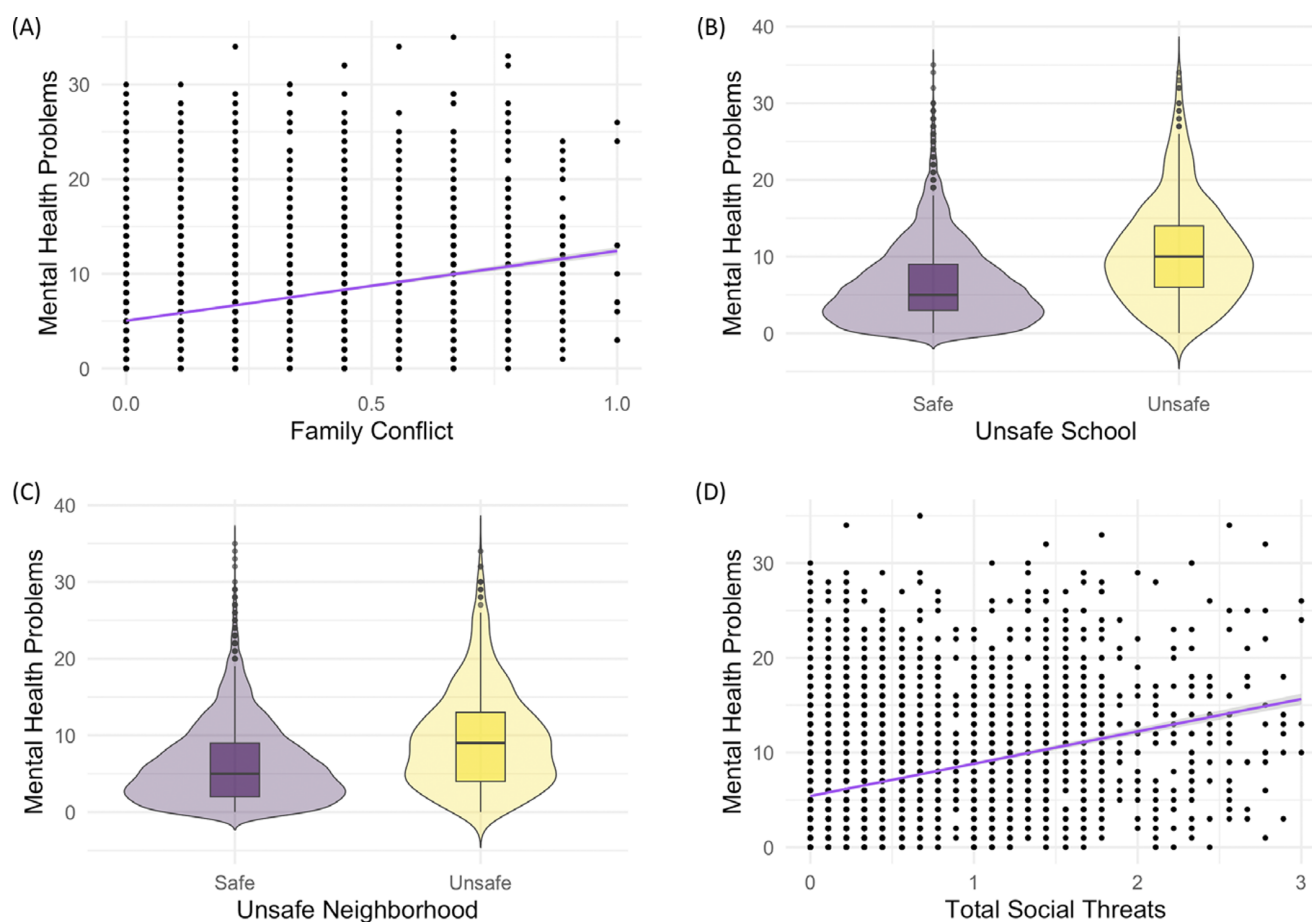 (A)
Mental Health Problems
30
20
10
0
0.0 0.5 1.0
Family Conflict
(B)
Mental Health Problems
40
30
20
10
0
Safe Unsafe
Unsafe School
(C)
Mental Health Problems
40
30
20
10
0
Safe Unsafe
Unsafe Neighborhood
(D)
Mental Health Problems
30
20
10
0
0 1 2 3
Total Social Threats